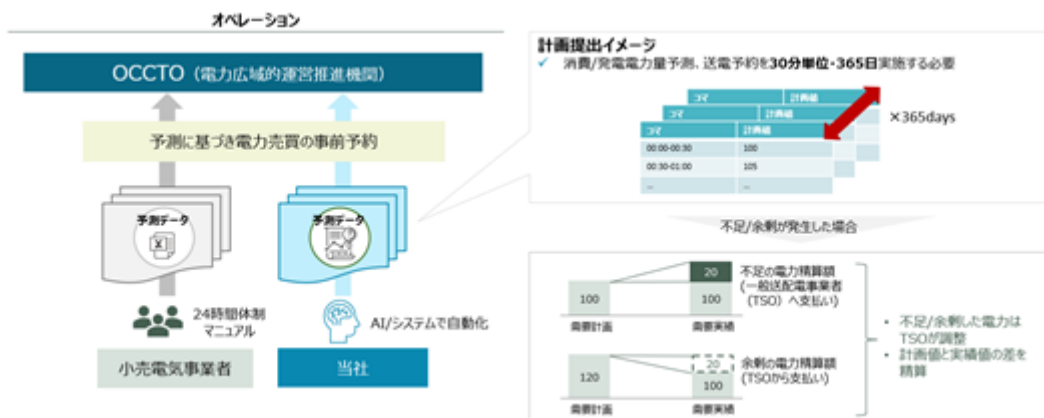 オペレーション
OCCTO（電力広域的運営推進機関）
予測に基づき電力売買の事前予約
予測データ
予測データ
24時間体制
マニュアル
AI/システムで自動化
小売電気事業者
当社
計画提出イメージ
✓ 消費/発電電力量予測、送電予約を30分単位・365日実施する必要
コマ 計画値
コマ 計画値
コマ 計画値
00:00-00:30 100
00:30-01:00 105
... ...
×365days
不足/余剰が発生した場合
20
100
100
需要計画
需要実績
不足の電力精算額
(一般送配電事業者
（TSO）へ支払い)
20
120
100
需要計画
需要実績
余剰の電力精算額
(TSOから支払い)
• 不足/余剰した電力は
TSOが調整
• 計画値と実績値の差を
精算